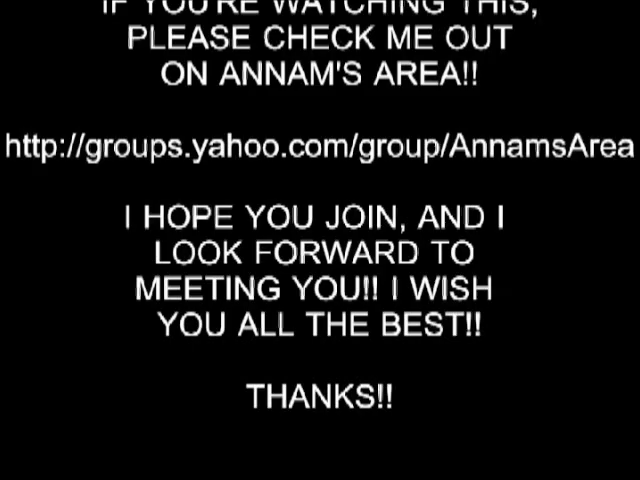 IF YOU'RE WATCHING THIS,
PLEASE CHECK ME OUT
ON ANNAM'S AREA!!
http://groups.yahoo.com/group/AnnamsArea
I HOPE YOU JOIN, AND I
LOOK FORWARD TO
MEETING YOU!! I WISH
YOU ALL THE BEST!!
THANKS!!